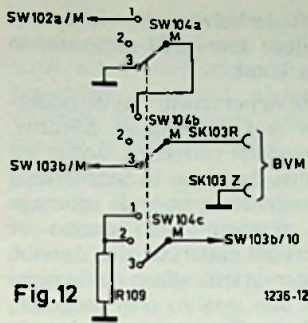 SW102a/M
1
SW104a
2
M
3
1
SW104b
2
M
SK103R
SW103b/M
3
BVM
SK103 Z
1
SW104c
2
M
SW103b/10
3
R109
Fig.12
1236-12